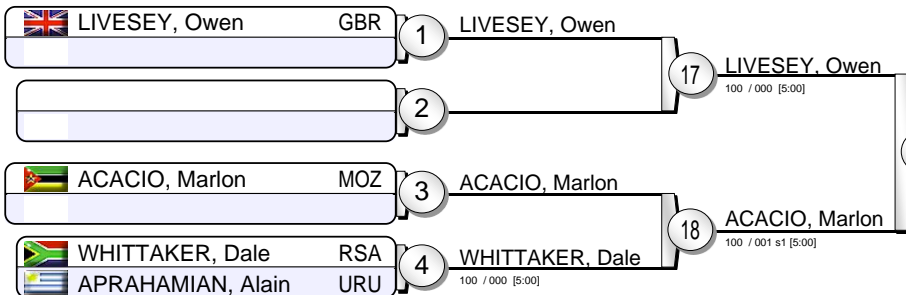 LIVESEY, Owen GBR
1
LIVESEY, Owen
17
LIVESEY, Owen
100 / 000 [5:00]
2
ACACIO, Marlon MOZ
3
ACACIO, Marlon
18
ACACIO, Marlon
100 / 001 s1 [5:00]
WHITTAKER, Dale RSA
APRAHAMIAN, Alain URU
4
WHITTAKER, Dale
100 / 000 [5:00]